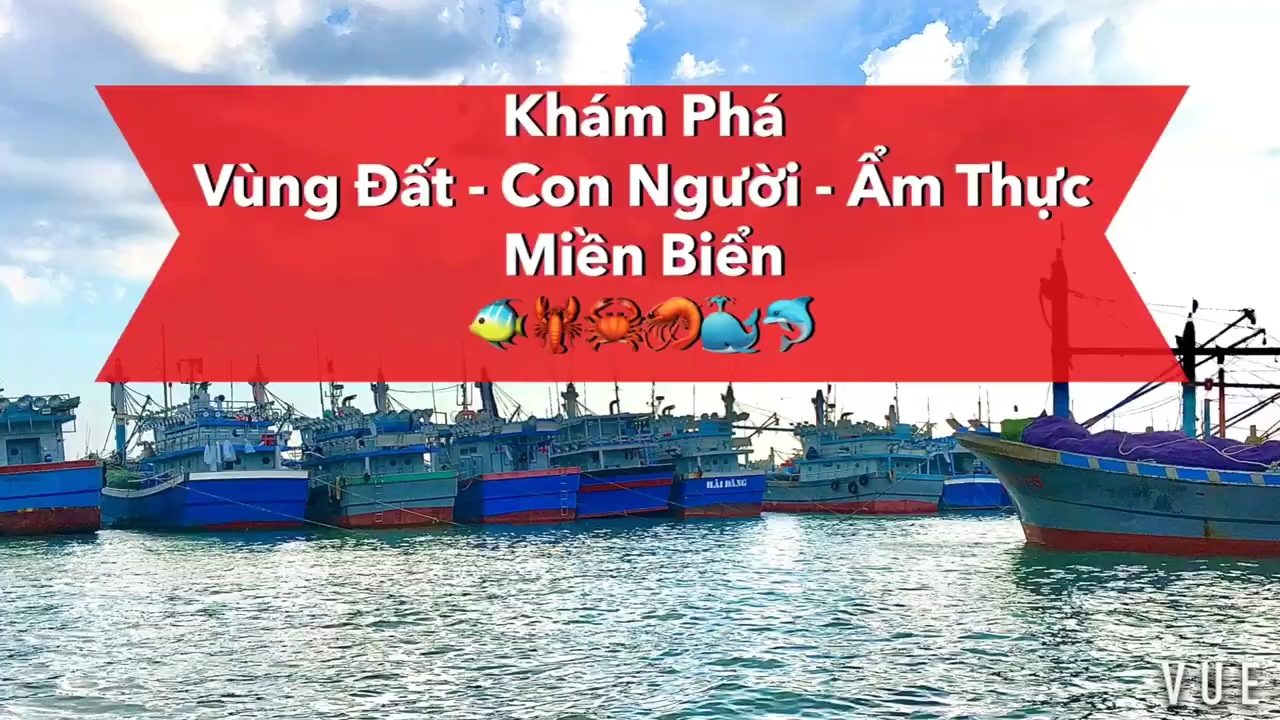 Khám Phá
Vùng Đất - Con Người - Ẩm Thực
Miền Biển
HẢI ĐĂNG
VUE